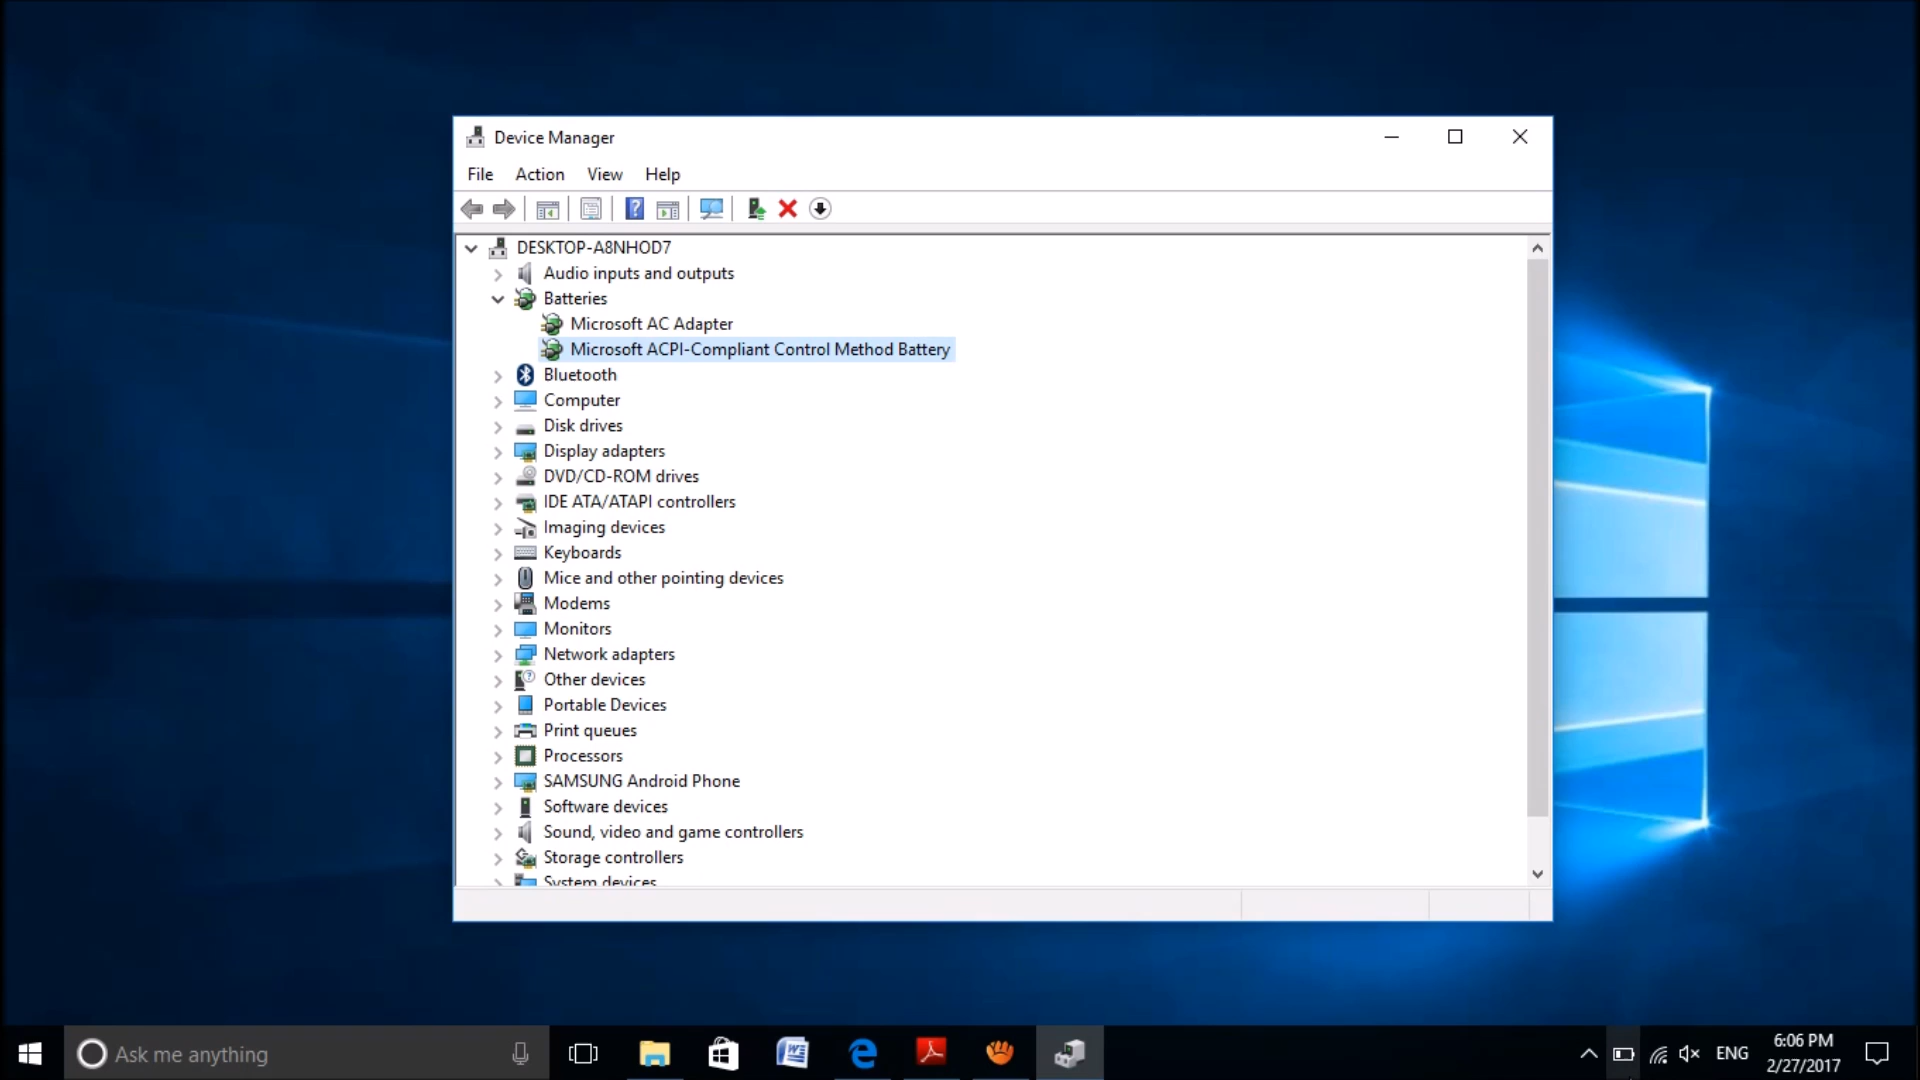 Device Manager
File Action View Help
DESKTOP-A8NHOD7
Audio inputs and outputs
Batteries
Microsoft AC Adapter
Microsoft ACPI-Compliant Control Method Battery
Bluetooth
Computer
Disk drives
Display adapters
DVD/CD-ROM drives
IDE ATA/ATAPI controllers
Imaging devices
Keyboards
Mice and other pointing devices
Modems
Monitors
Network adapters
Other devices
Portable Devices
Print queues
Processors
SAMSUNG Android Phone
Software devices
Sound, video and game controllers
Storage controllers
System devices
Ask me anything
ENG
6:06 PM
2/27/2017